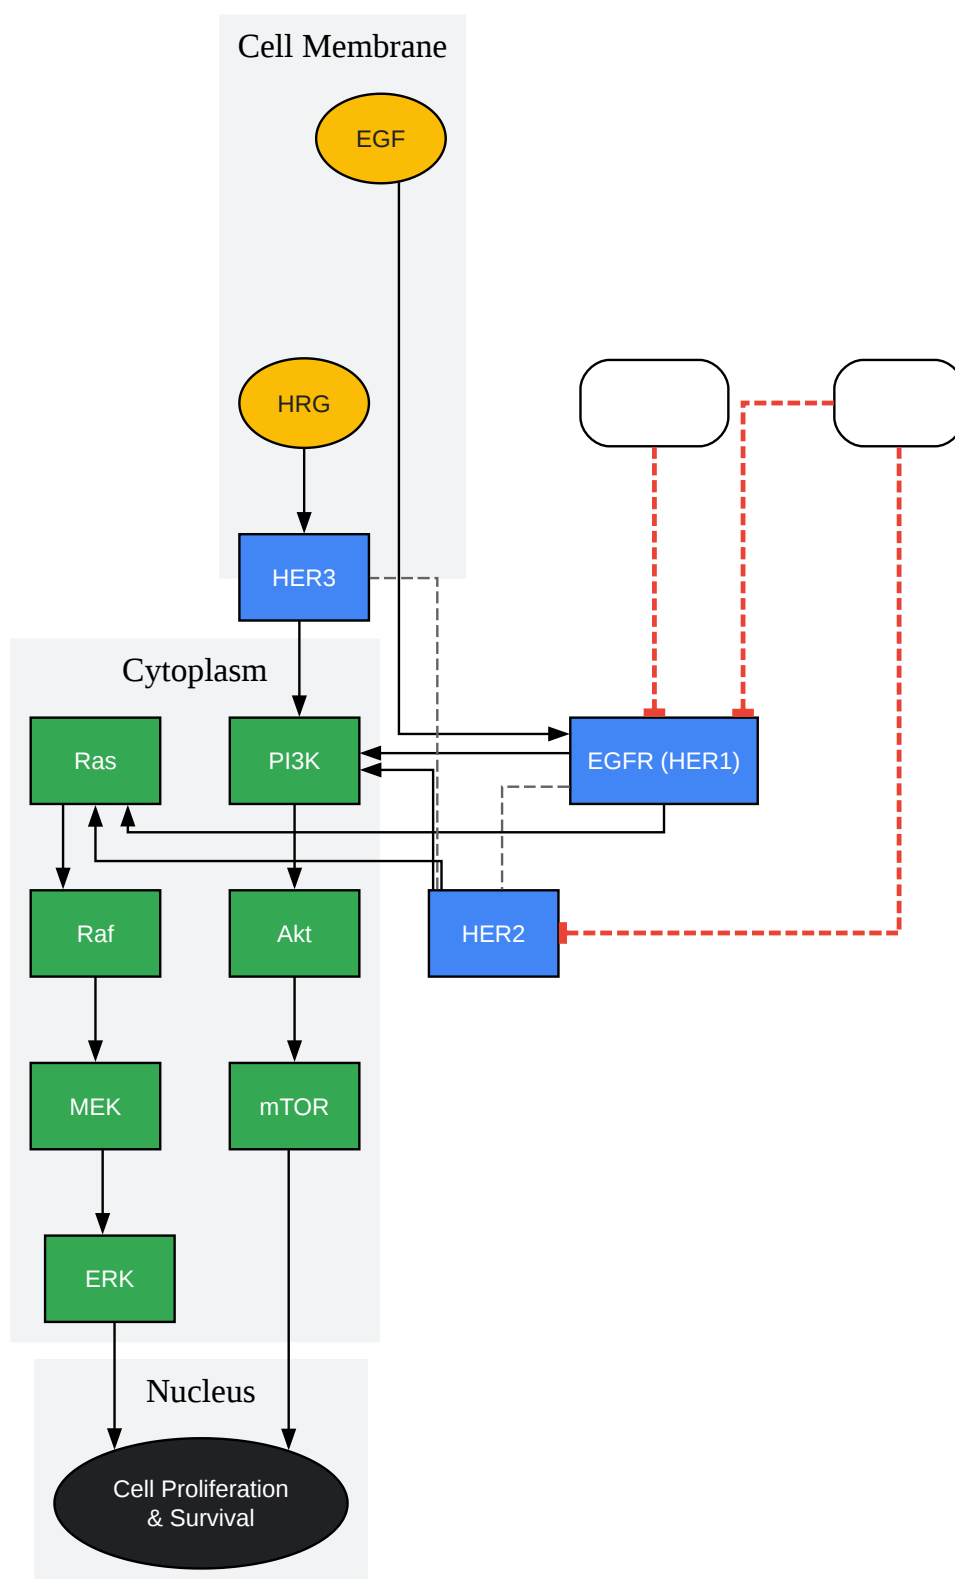 Cell Membrane
EGF
HRG
HER3
Cytoplasm
Ras
PI3K
EGFR (HER1)
Raf
Akt
HER2
MEK
mTOR
ERK
Nucleus
Cell Proliferation
& Survival